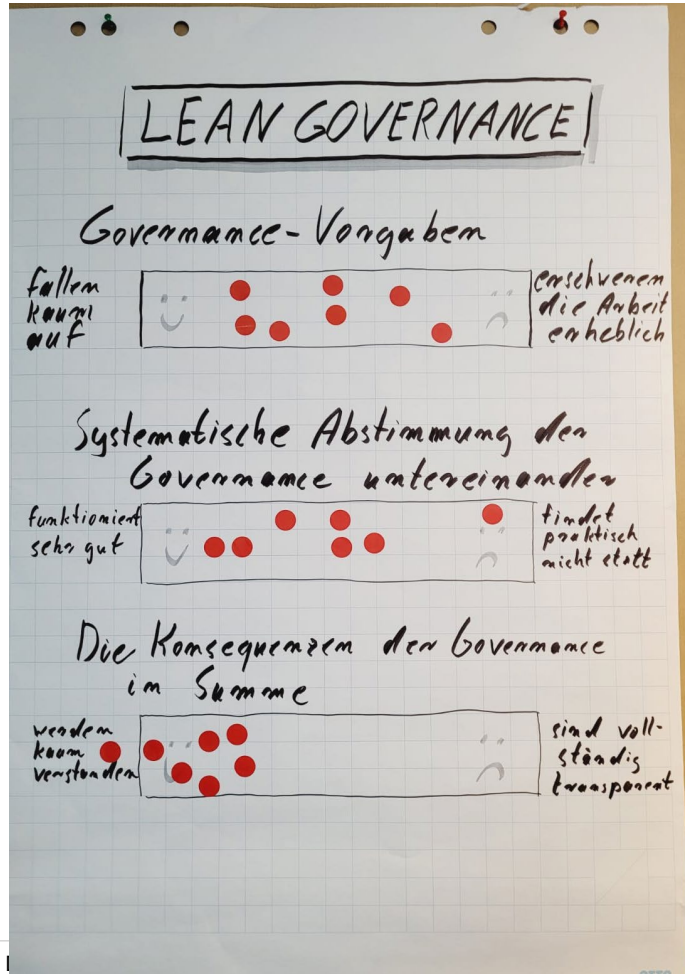 LEAN GOVERNANCE
Governance-Vorgaben
fallen
kaum
auf
erschweren
die Arbeit
erheblich
Systematische Abstimmung der
Governance untereinander
funktioniert
sehr gut
findet
praktisch
nicht statt
Die Konsequenzen der Governance
in Summe
werden
kaum
verstanden
sind voll-
ständig
transparent